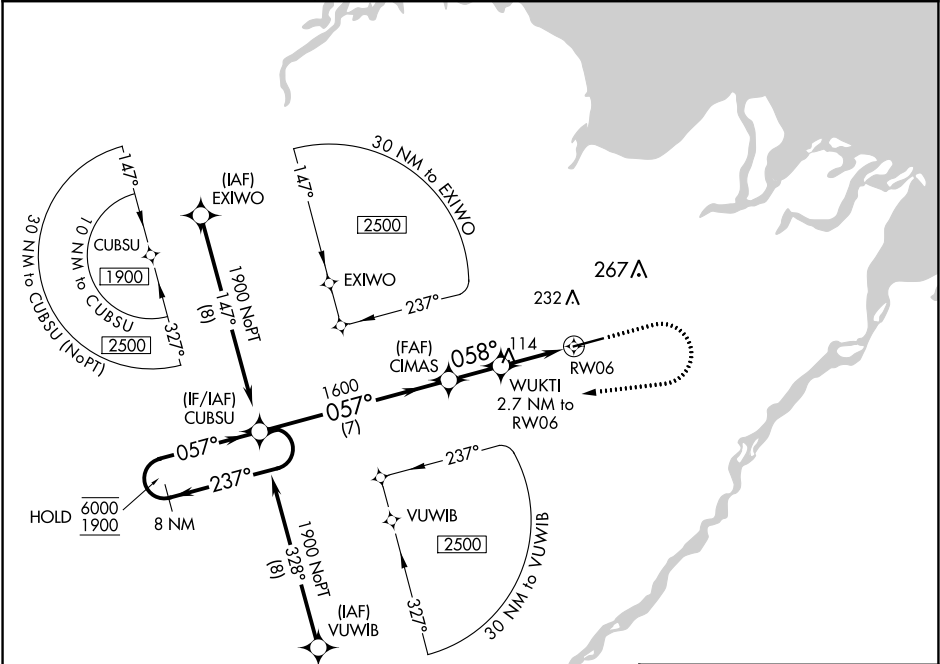 (IAF)
EXIWO
147°
30 NM to CUBSU (NoPT)
10 NM to CUBSU
CUBSU
1900
2500
327°
30 NM to EXIWO
147°
2500
EXIWO
237°
1900 NoPT
147°
(8)
267
232
114
(FAF)
CIMAS
058°
RW06
WUKTI
2.7 NM to
RW06
(IF/IAF)
CUBSU
1600
057°
(7)
057°
237°
HOLD 6000
1900
8 NM
237°
VUWIB
2500
327°
30 NM to VUWIB
1900 NoPT
328°
(8)
(IAF)
VUWIB